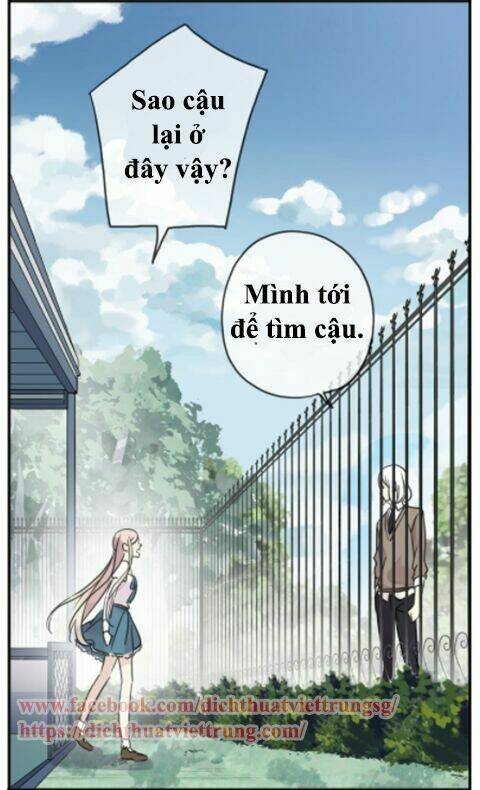 Sao cậu
lại ở
đây vậy?
Mình tới
để tìm cậu.
www.facebook.com/dichthuatviettrungsg/
https://dichthuatviettrung.com/